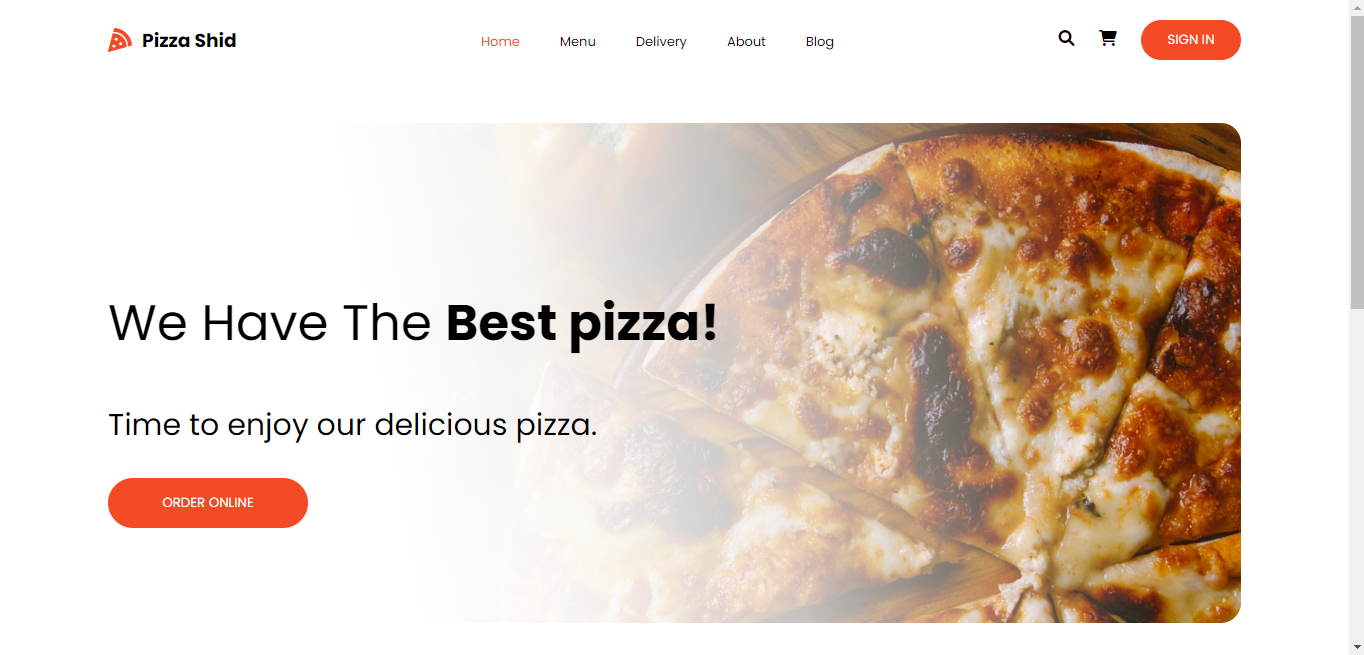 Pizza Shid
Home Menu Delivery About Blog
SIGN IN
We Have The Best pizza!
Time to enjoy our delicious pizza.
ORDER ONLINE